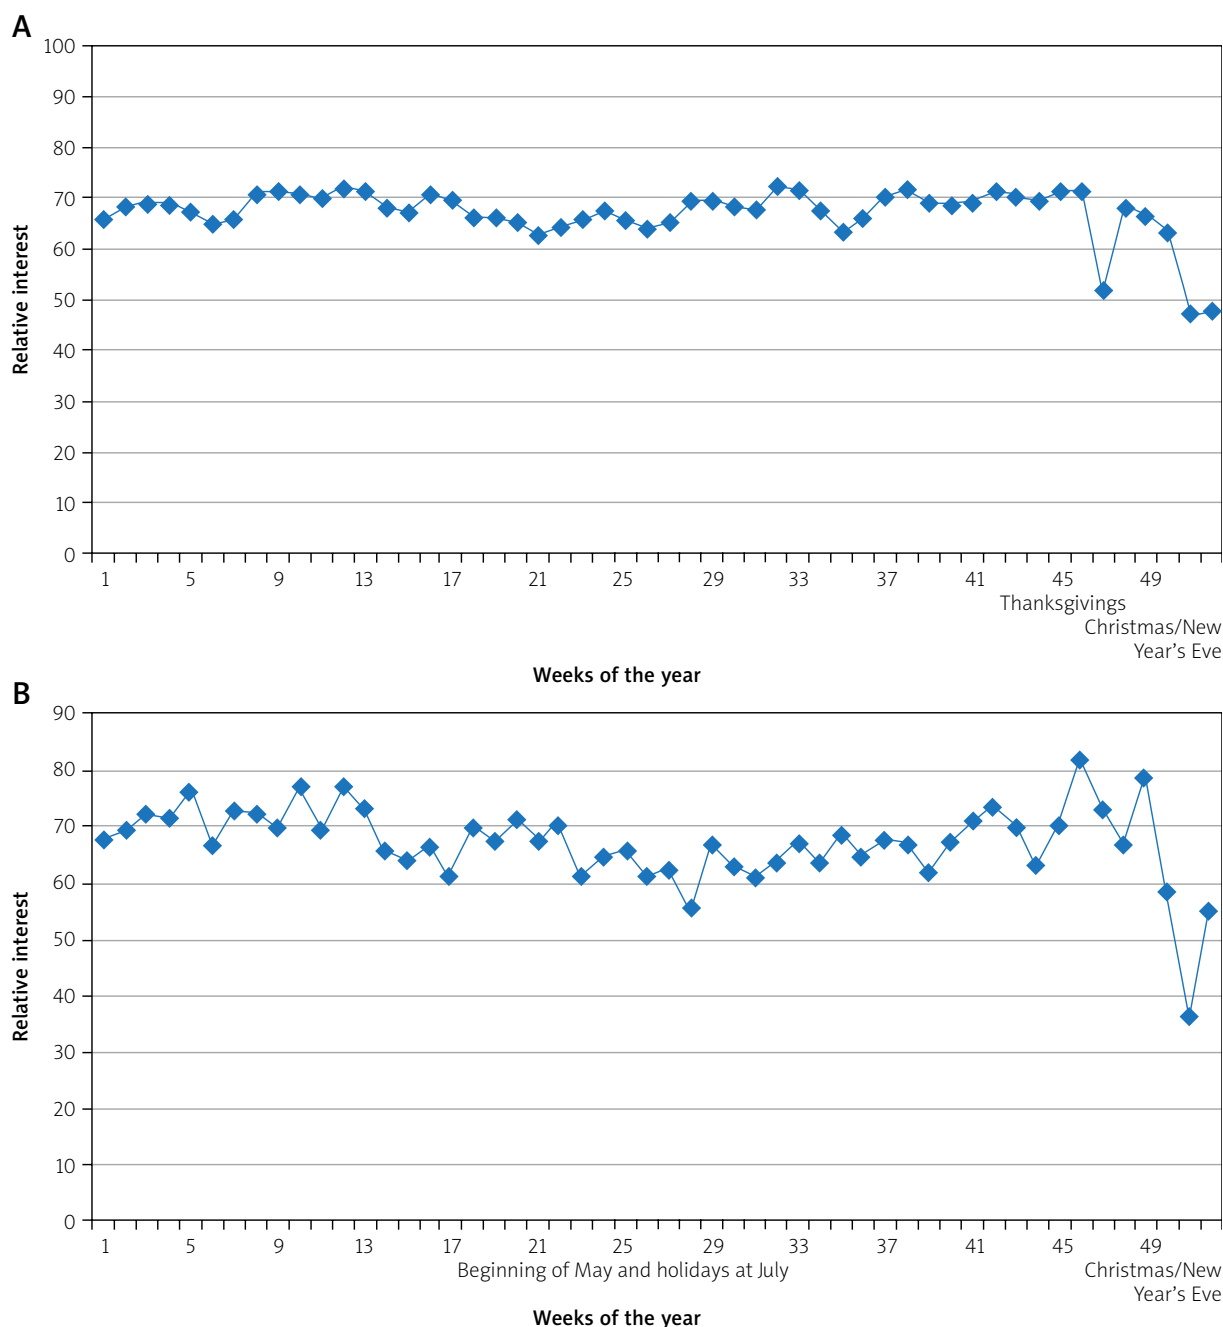 A
100
90
80
70
60
50
40
30
20
10
0
Relative interest
1 5 9 13 17 21 25 29 33 37 41 45 49
Thanksgivings
Christmas/New
Year's Eve
Weeks of the year
B
90
80
70
60
50
40
30
20
10
0
Relative interest
1 5 9 13 17 21 25 29 33 37 41 45 49
Beginning of May and holidays at July Christmas/New
Year's Eve
Weeks of the year